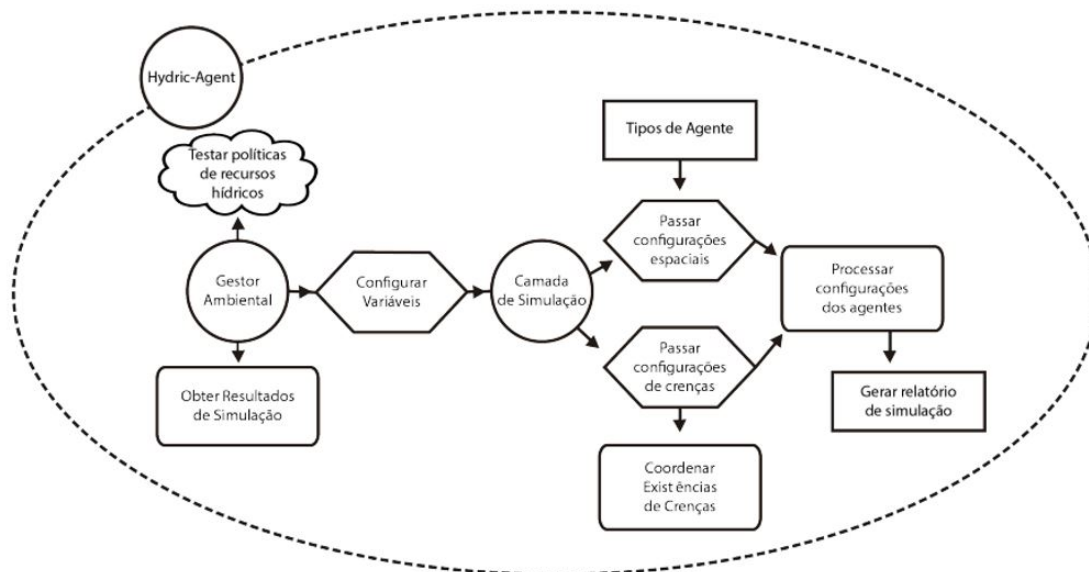 Hydric-Agent
Testar políticas
de recursos
hídricos
Tipos de Agente
Passar
configurações
espaciais
Gestor
Ambiental
Configurar
Variáveis
Camada
de Simulação
Processar
configurações
dos agentes
Passar
configurações
de crenças
Obter Resultados
de Simulação
Gerar relatório
de simulação
Coordenar
Exist ências
de Crenças